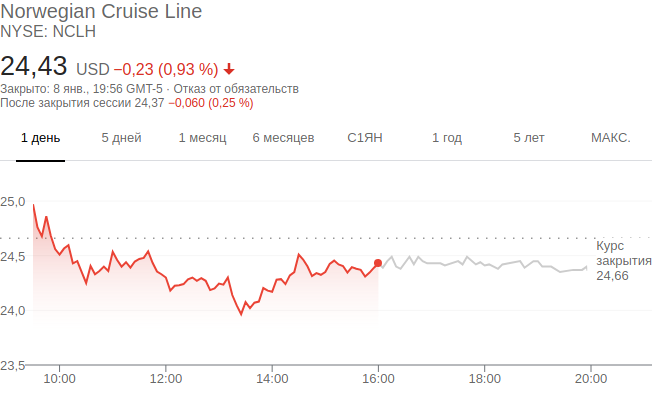 Norwegian Cruise Line
NYSE: NCLH
24,43 USD −0,23 (0,93 %)
Закрыто: 8 янв., 19:56 GMT-5 · Отказ от обязательств
После закрытия сессии 24,37 −0,060 (0,25 %)
1 день 5 дней 1 месяц 6 месяцев С1ЯН 1 год 5 лет МАКС.
25,0
24,5
24,0
23,5
Курс
закрытия
24,66
10:00 12:00 14:00 16:00 18:00 20:00